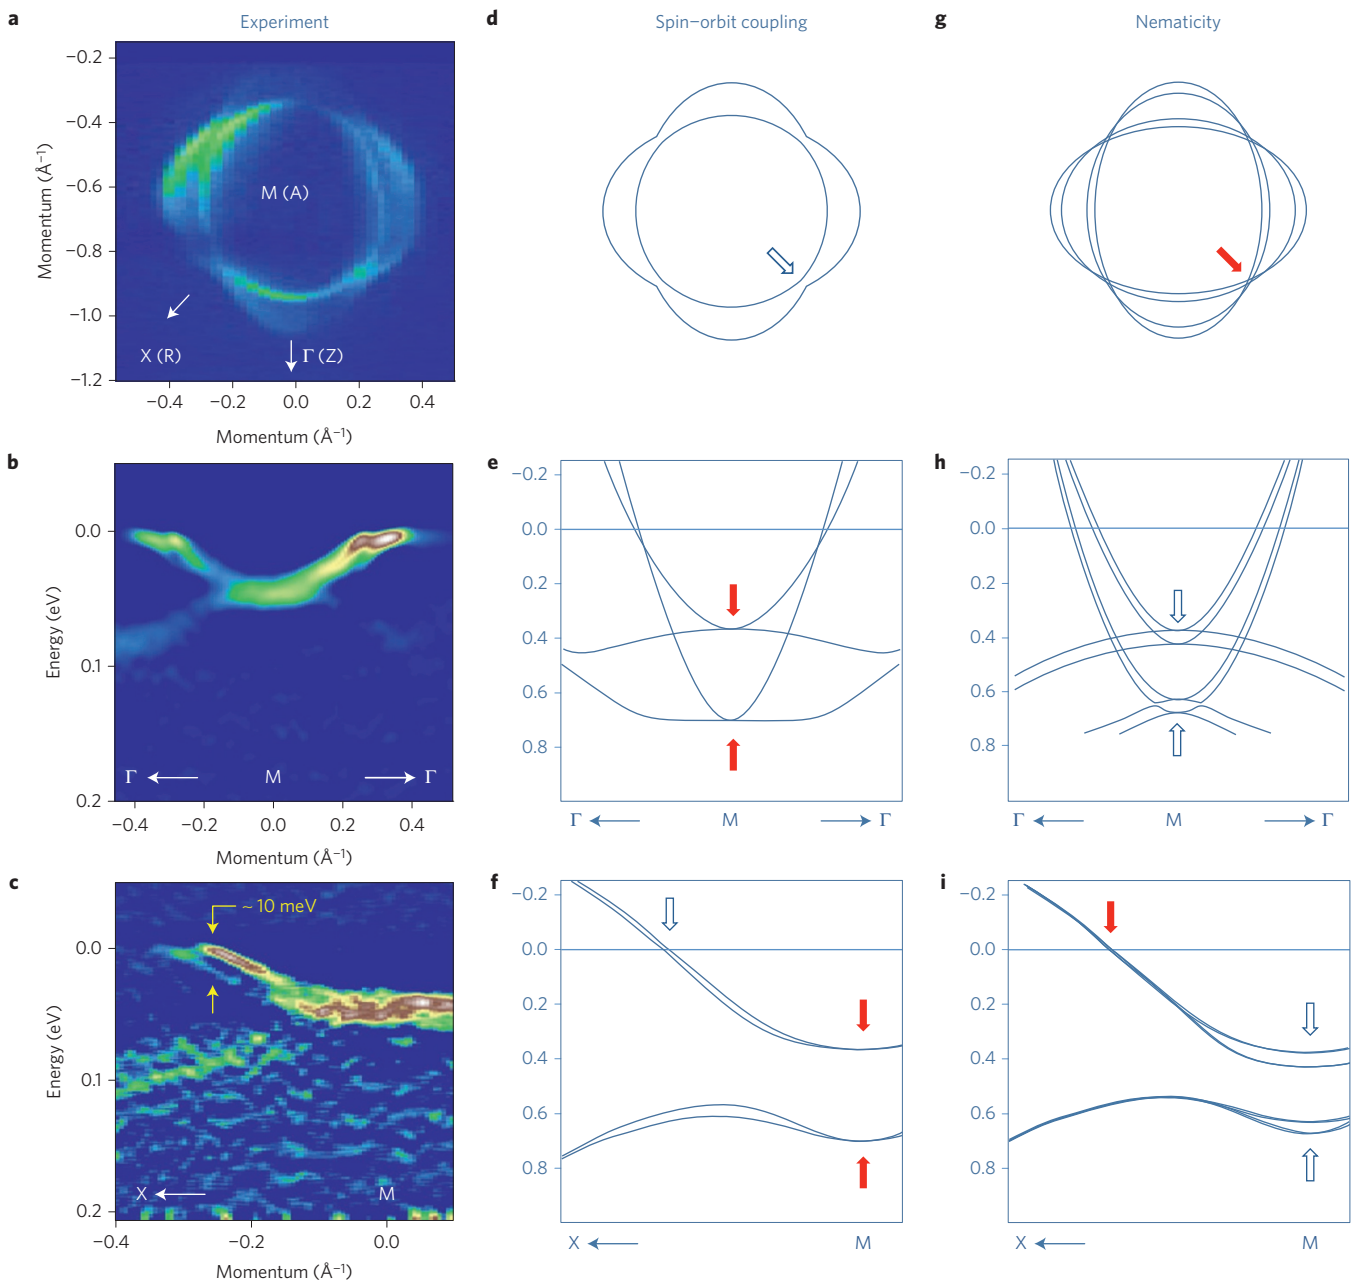 a
Experiment
−0.2
−0.4
−0.6
−0.8
−1.0
−1.2
Momentum (Å−1)
M (A)
X (R)
Γ (Z)
−0.4 −0.2 0.0 0.2 0.4
Momentum (Å−1)
d
Spin−orbit coupling
g
Nematicity
b
0.0
0.1
0.2
Energy (eV)
Γ M Γ
−0.4 −0.2 0.0 0.2 0.4
Momentum (Å−1)
e
−0.2
0.0
0.2
0.4
0.6
0.8
Γ M Γ
h
−0.2
0.0
0.2
0.4
0.6
0.8
Γ M Γ
c
~ 10 meV
0.0
0.1
0.2
Energy (eV)
X M
−0.4 −0.2 0.0
Momentum (Å−1)
f
−0.2
0.0
0.2
0.4
0.6
0.8
X M
i
−0.2
0.0
0.2
0.4
0.6
0.8
X M